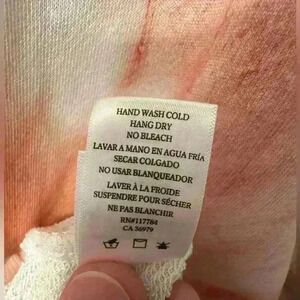 HAND WASH COLD
HANG DRY
NO BLEACH
LAVAR A MANO EN AGUA FRÍA
SECAR COLGADO
NO USAR BLANQUEADOR
LAVER À LA FROIDE
SUSPENDRE POUR SÉCHER
NE PAS BLANCHIR
RN#117784
CA 36979